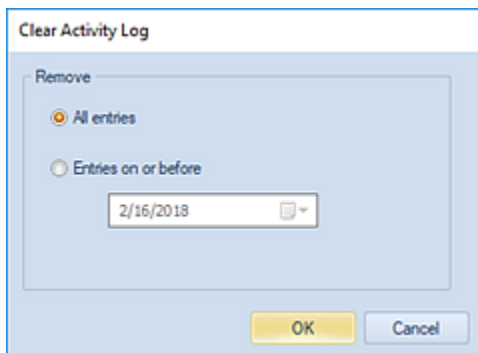 Clear Activity Log
Remove
All entries
Entries on or before
2/16/2018
OK Cancel